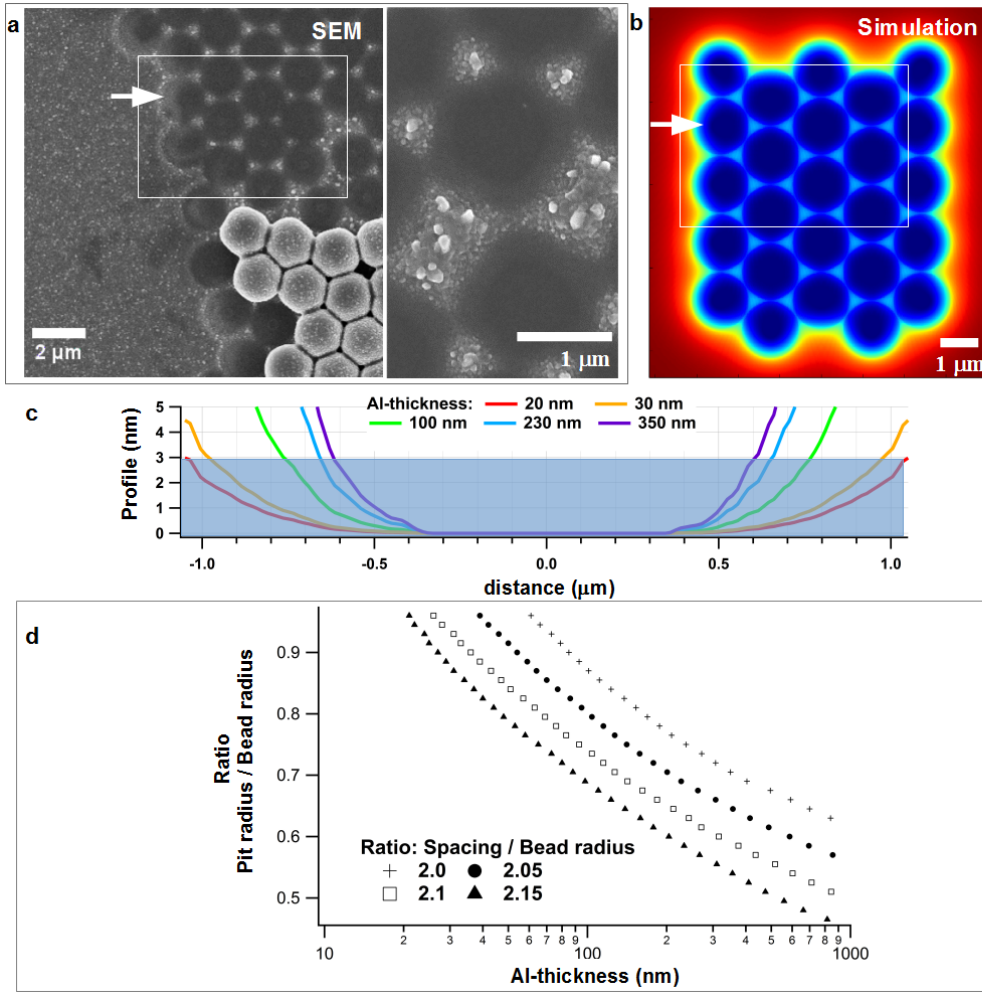 a
SEM
2 µm
1 µm
b
Simulation
1 µm
c
Al-thickness: 20 nm 30 nm
100 nm 230 nm 350 nm
Profile (nm)
5
4
3
2
1
0
-1.0 -0.5 0.0 0.5 1.0
distance (µm)
d
Ratio
Pit radius / Bead radius
0.9
0.8
0.7
0.6
0.5
Ratio: Spacing / Bead radius
2.0 2.05
2.1 2.15
10 2 3 4 5 6 7 8 9 100 2 3 4 5 6 7 8 9 1000
Al-thickness (nm)